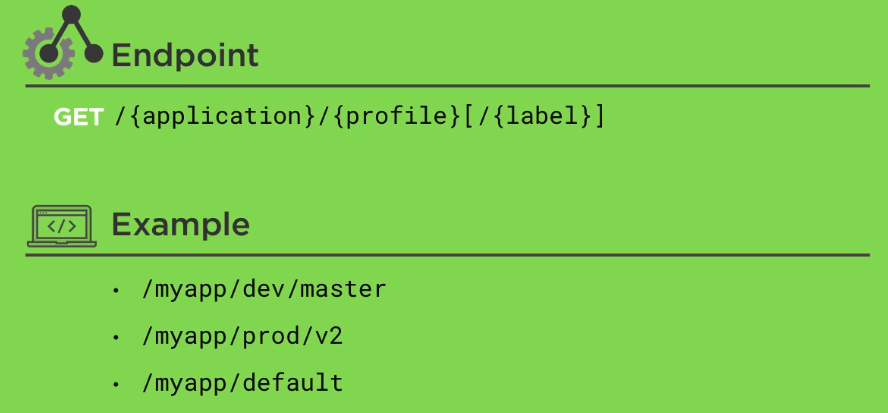 Endpoint
GET /{application}/{profile}[/{label}]
</>
Example
• /myapp/dev/master
• /myapp/prod/v2
• /myapp/default